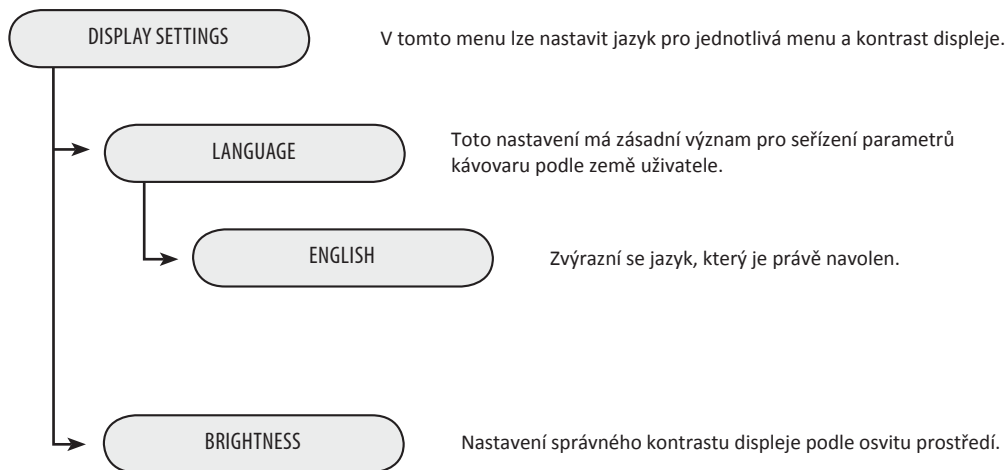 DISPLAY SETTINGS
V tomto menu lze nastavit jazyk pro jednotlivá menu a kontrast displeje.
LANGUAGE
Toto nastavení má zásadní význam pro seřízení parametrů
kávovaru podle země uživatele.
ENGLISH
Zvýrazní se jazyk, který je právě navolen.
BRIGHTNESS
Nastavení správného kontrastu displeje podle osvitu prostředí.